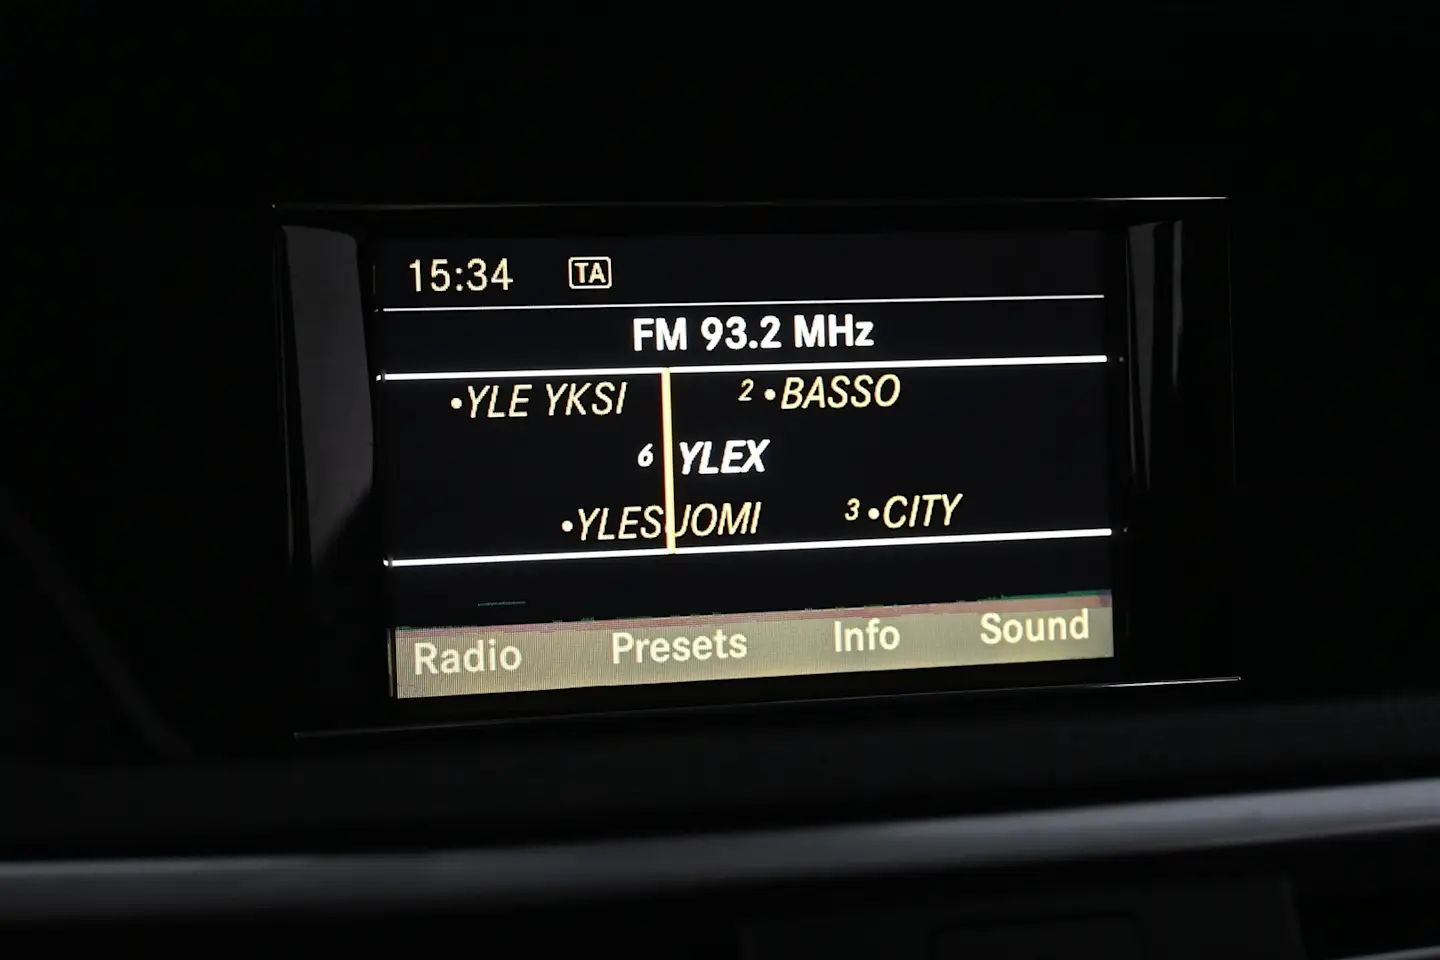 15:34 TA
FM 93.2 MHz
•YLE YKSI 2 •BASSO
6 YLEX
•YLESUOMI 3 •CITY
Radio Presets Info Sound